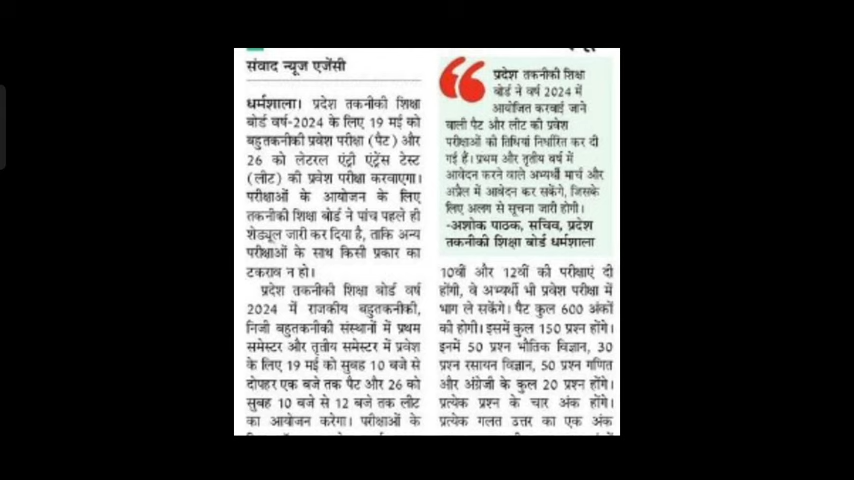 संवाद न्यूज एजेंसी
धर्मशाला। प्रदेश तकनीकी शिक्षा
बोर्ड वर्ष-2024 के लिए 19 मई को
बहुतकनीकी प्रवेश परीक्षा (पैट) और
26 को लेटरल एंट्री एंट्रेंस टेस्ट
(लीट) की प्रवेश परीक्षा करवाएगा।
परीक्षाओं के आयोजन के लिए
तकनीकी शिक्षा बोर्ड ने पांच पहले ही
शेड्यूल जारी कर दिया है, ताकि अन्य
परीक्षाओं के साथ किसी प्रकार का
टकराव न हो।
प्रदेश तकनीकी शिक्षा बोर्ड वर्ष
2024 में राजकीय बहुतकनीकी,
निजी बहुतकनीकी संस्थानों में प्रथम
समेस्टर और तृतीय समेस्टर में प्रवेश
के लिए 19 मई को सुबह 10 बजे से
दोपहर एक बजे तक पैट और 26 को
सुबह 10 बजे से 12 बजे तक लीट
का आयोजन करेगा। परीक्षाओं के
प्रदेश तकनीकी शिक्षा
बोर्ड ने वर्ष 2024 में
आयोजित करवाई जाने
वाली पैट और लीट की प्रवेश
परीक्षाओं की तिथियां निर्धारित कर दी
गई हैं। प्रथम और तृतीय वर्ष में
आवेदन करने वाले अभ्यर्थी मार्च और
अप्रैल में आवेदन कर सकेंगे, जिसके
लिए अलग से सूचना जारी होगी।
-अशोक पाठक, सचिव, प्रदेश
तकनीकी शिक्षा बोर्ड धर्मशाला
10वीं और 12वीं की परीक्षाएं दी
होंगी, वे अभ्यर्थी भी प्रवेश परीक्षा में
भाग ले सकेंगे। पैट कुल 600 अंकों
की होगी। इसमें कुल 150 प्रश्न होंगे।
इनमें 50 प्रश्न भौतिक विज्ञान, 30
प्रश्न रसायन विज्ञान, 50 प्रश्न गणित
और अंग्रेजी के कुल 20 प्रश्न होंगे।
प्रत्येक प्रश्न के चार अंक होंगे।
प्रत्येक गलत उत्तर का एक अंक